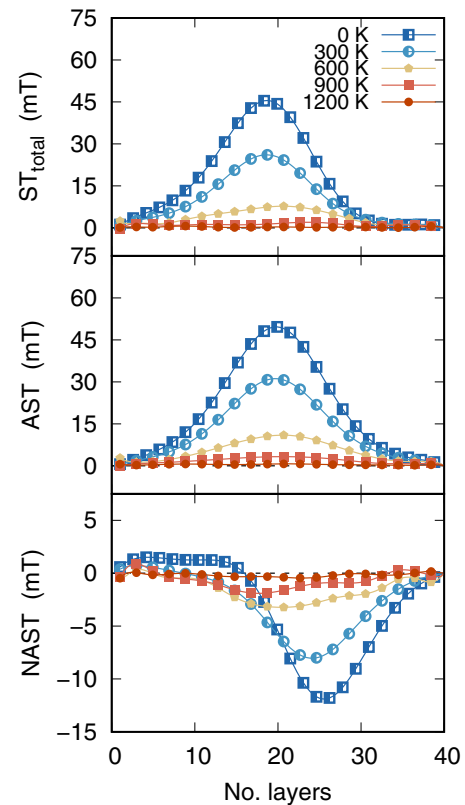 75
60
45
30
15
0
ST_total (mT)
0 K
300 K
600 K
900 K
1200 K
75
60
45
30
15
0
AST (mT)
5
0
−5
−10
−15
NAST (mT)
0 10 20 30 40
No. layers